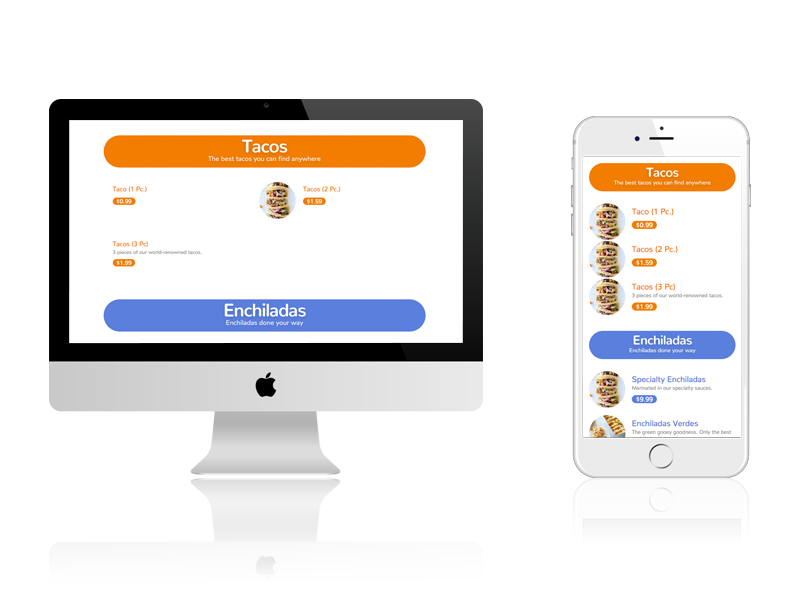 Tacos
The best tacos you can find anywhere
Taco (1 Pc.)
$0.99
Tacos (2 Pc.)
$1.59
Tacos (3 Pc)
3 pieces of our world-renowned tacos.
$1.99
Enchiladas
Enchiladas done your way
Tacos
The best tacos you can find anywhere
Taco (1 Pc.)
$0.99
Tacos (2 Pc.)
$1.59
Tacos (3 Pc)
3 pieces of our world-renowned tacos.
$1.99
Enchiladas
Enchiladas done your way
Specialty Enchiladas
Marinated in our specialty sauces.
$9.99
Enchiladas Verdes
The green gooey goodness. Only the best